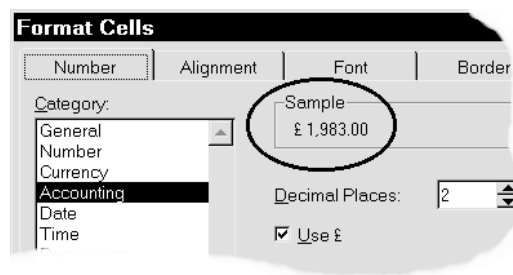 Format Cells
Number Alignment Font Border
Category:
General
Number
Currency
Accounting
Date
Time
Sample
£ 1,983.00
Decimal Places: 2
Use £